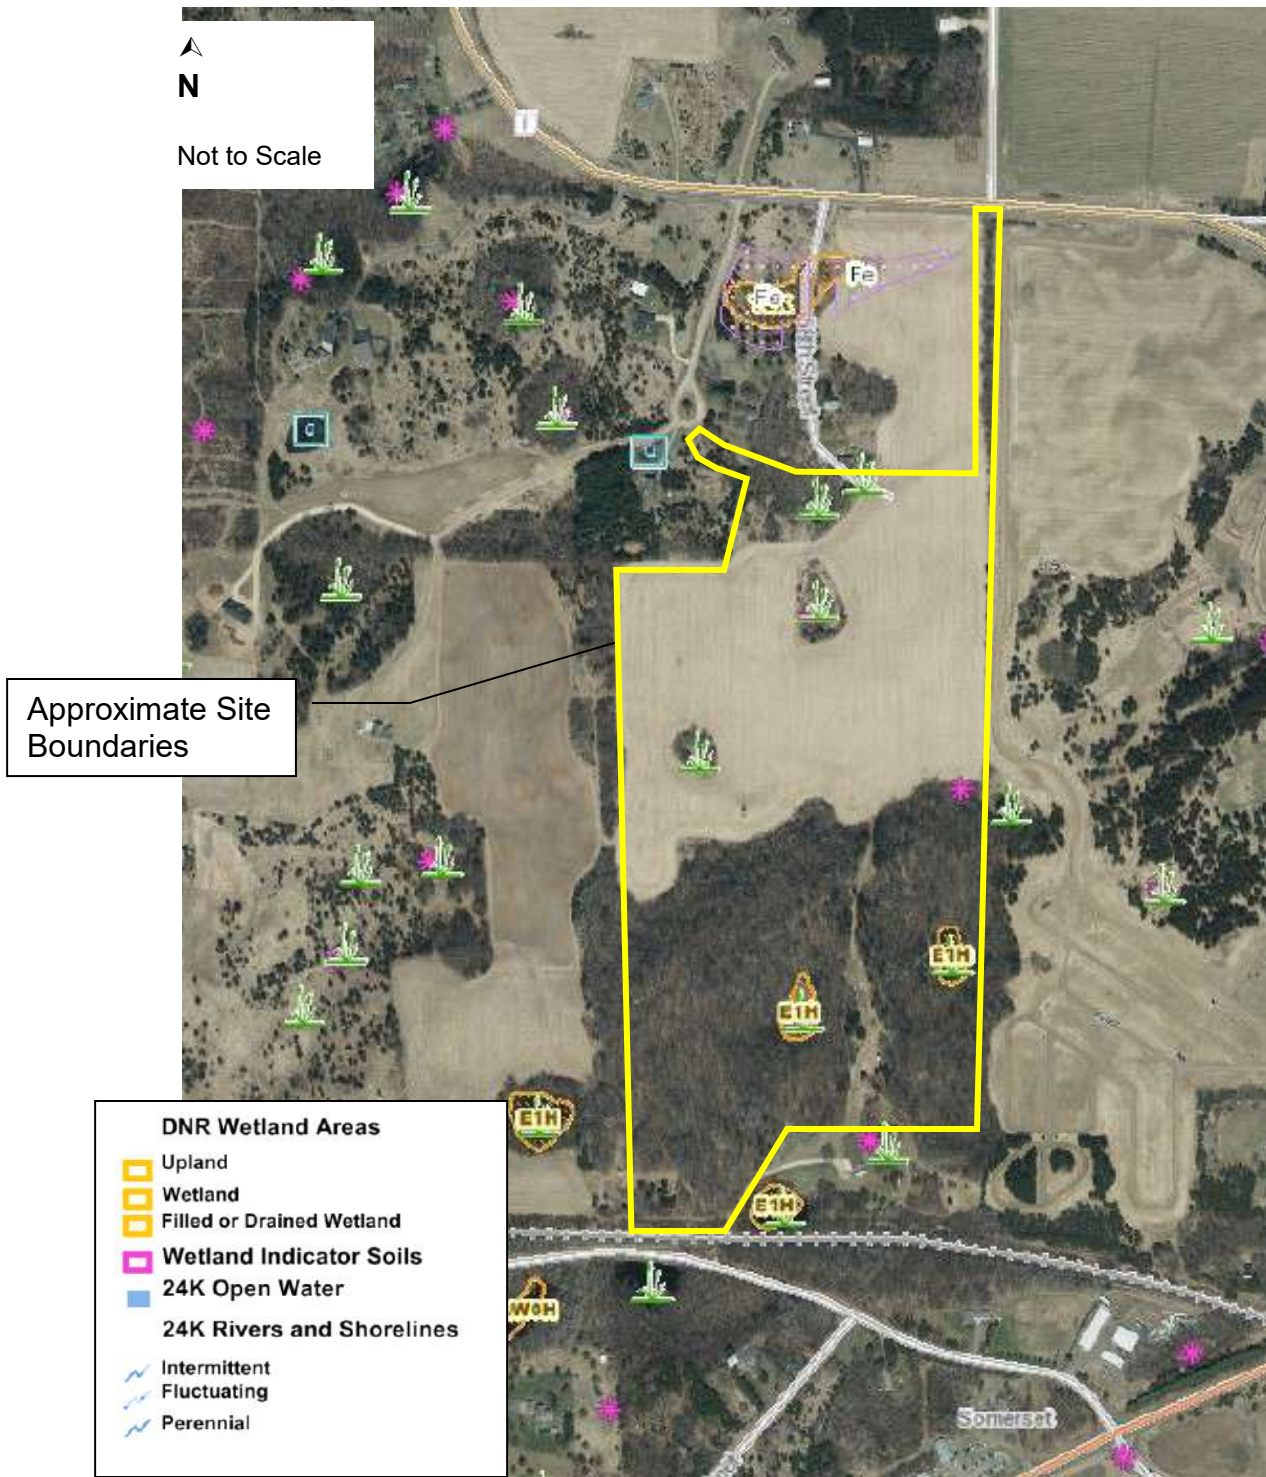 N
Not to Scale
I
Fe
Fe
Approximate Site
Boundaries
E1H
E1H
E1H
E1H
DNR Wetland Areas
Upland
Wetland
Filled or Drained Wetland
Wetland Indicator Soils
24K Open Water
24K Rivers and Shorelines
Intermittent
Fluctuating
Perennial
Somerset